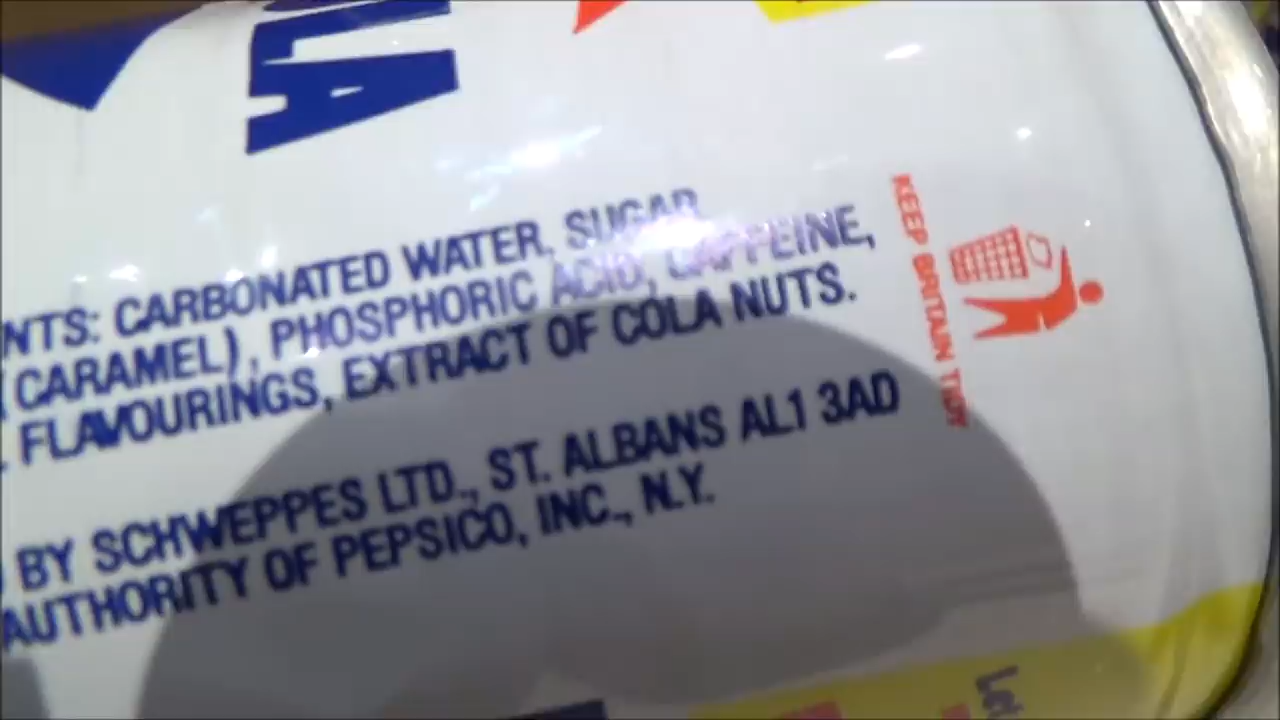 LA
NTS: CARBONATED WATER, SUGAR,
CARAMEL), PHOSPHORIC ACID, CAFFEINE,
FLAVOURINGS, EXTRACT OF COLA NUTS.
BY SCHWEPPES LTD., ST. ALBANS AL1 3AD
AUTHORITY OF PEPSICO, INC., N.Y.
KEEP BRITAIN TIDY